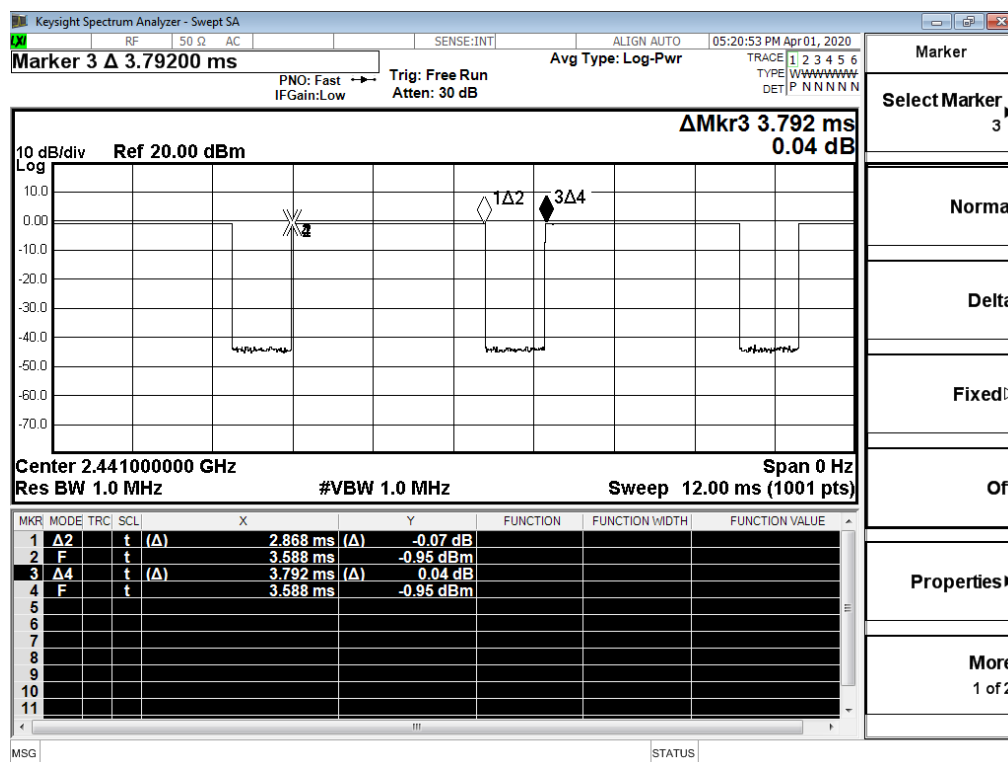 Keysight Spectrum Analyzer - Swept SA
LXI RF 50 Ω AC SENSE:INT ALIGN AUTO 05:20:53 PM Apr 01, 2020
Marker 3 Δ 3.79200 ms
PNO: Fast
IFGain:Low
Trig: Free Run
Atten: 30 dB
Avg Type: Log-Pwr
TRACE 1 2 3 4 5 6
TYPE WWWWWW
DET P N N N N N
ΔMkr3 3.792 ms
0.04 dB
10 dB/div Ref 20.00 dBm
Log
10.0
0.00
-10.0
-20.0
-30.0
-40.0
-50.0
-60.0
-70.0
1Δ2
3Δ4
Center 2.441000000 GHz Span 0 Hz
Res BW 1.0 MHz #VBW 1.0 MHz Sweep 12.00 ms (1001 pts)
MKR MODE TRC SCL X Y FUNCTION FUNCTION WIDTH FUNCTION VALUE
1 Δ2 t (Δ) 2.868 ms (Δ) -0.07 dB
2 F t 3.588 ms -0.95 dBm
3 Δ4 t (Δ) 3.792 ms (Δ) 0.04 dB
4 F t 3.588 ms -0.95 dBm
5
6
7
8
9
10
11
MSG STATUS
Marker
Select Marker
3
Norma
Delta
Fixed
Of
Properties
More
1 of 2